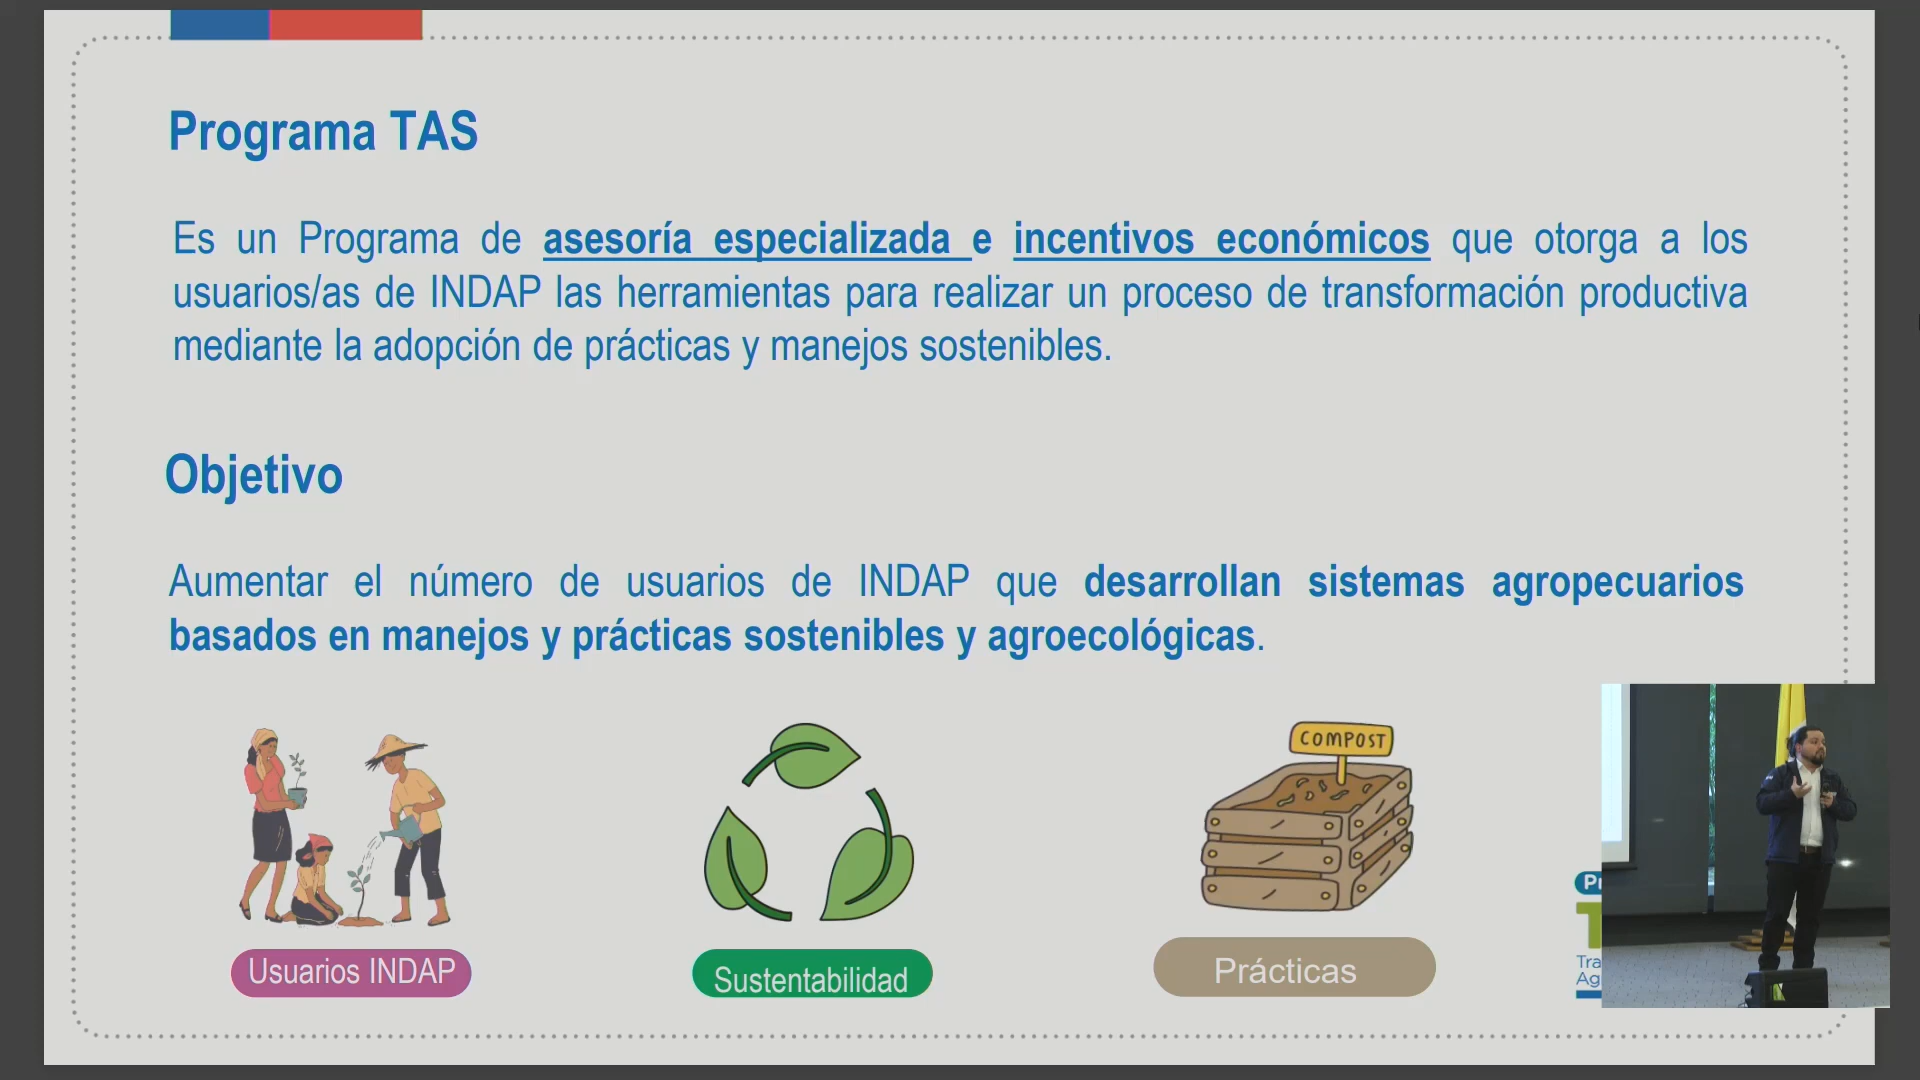 Programa TAS
Es un Programa de asesoría especializada e incentivos económicos que otorga a los
usuarios/as de INDAP las herramientas para realizar un proceso de transformación productiva
mediante la adopción de prácticas y manejos sostenibles.
Objetivo
Aumentar el número de usuarios de INDAP que desarrollan sistemas agropecuarios
basados en manejos y prácticas sostenibles y agroecológicas.
COMPOST
Usuarios INDAP
Sustentabilidad
Prácticas